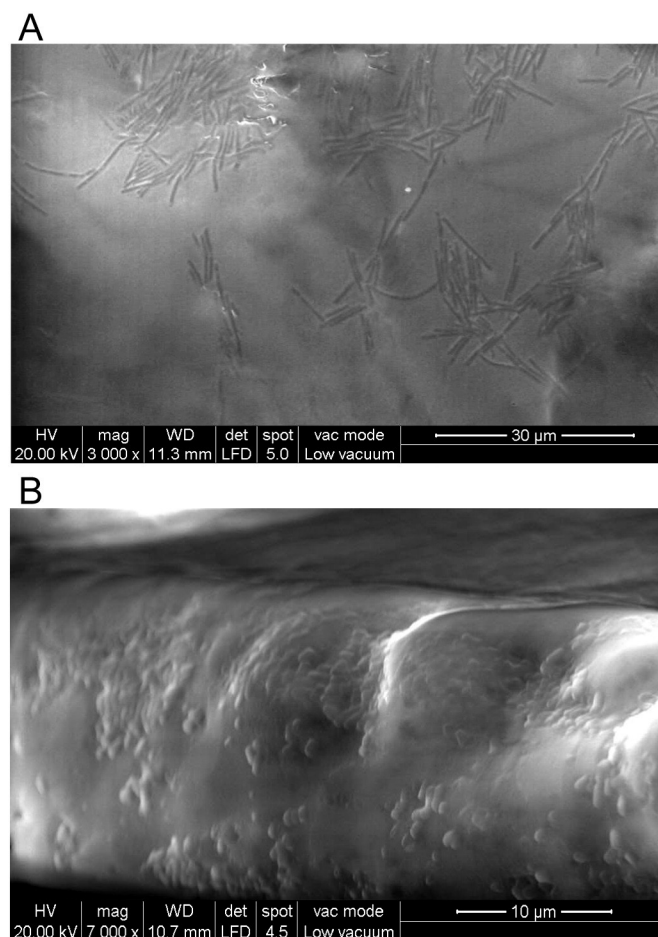 A
HV mag WD det spot vac mode
20.00 kV 3 000 x 11.3 mm LFD 5.0 Low vacuum 30 µm
B
HV mag WD det spot vac mode
20.00 kV 7 000 x 10.7 mm LFD 4.5 Low vacuum 10 µm